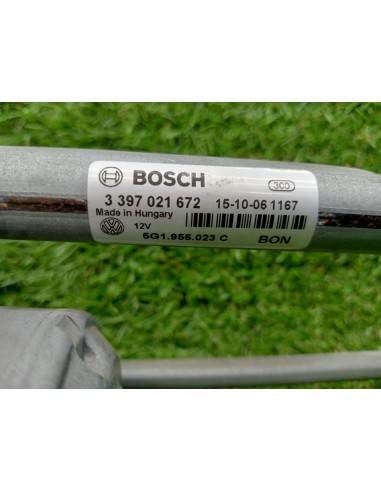 BOSCH 300
3 397 021 672 15-10-06 1167
Made in Hungary
12V
5G1.955.023 C BON